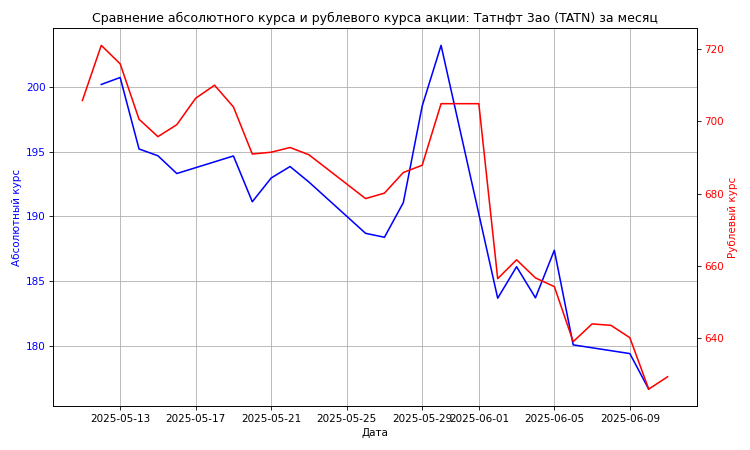 Сравнение абсолютного курса и рублевого курса акции: Татнфт 3ао (TATN) за месяц
Абсолютный курс
200
195
190
185
180
720
700
680
660
640
Рублевый курс
2025-05-13 2025-05-17 2025-05-21 2025-05-25 2025-05-29 2025-06-01 2025-06-05 2025-06-09
Дата